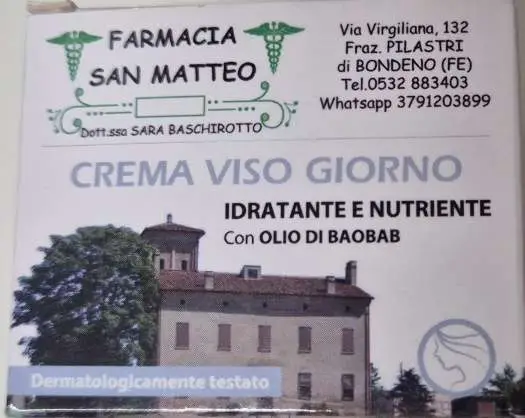 FARMACIA
SAN MATTEO
Dott.ssa SARA BASCHIROTTO
Via Virgiliana, 132
Fraz. PILASTRI
di BONDENO (FE)
Tel.0532 883403
Whatsapp 3791203899
CREMA VISO GIORNO
IDRATANTE E NUTRIENTE
Con OLIO DI BAOBAB
Dermatologicamente testato